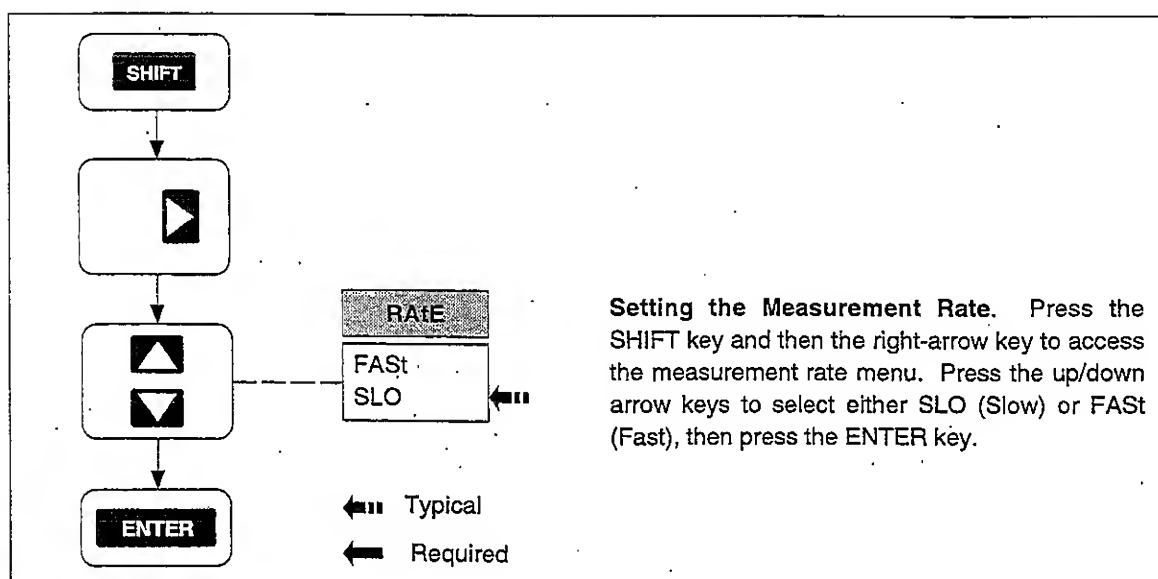 SHIFT
RAtE
FASt
SLO
ENTER
Typical
Required
Setting the Measurement Rate. Press the
SHIFT key and then the right-arrow key to access
the measurement rate menu. Press the up/down
arrow keys to select either SLO (Slow) or FASt
(Fast), then press the ENTER key.